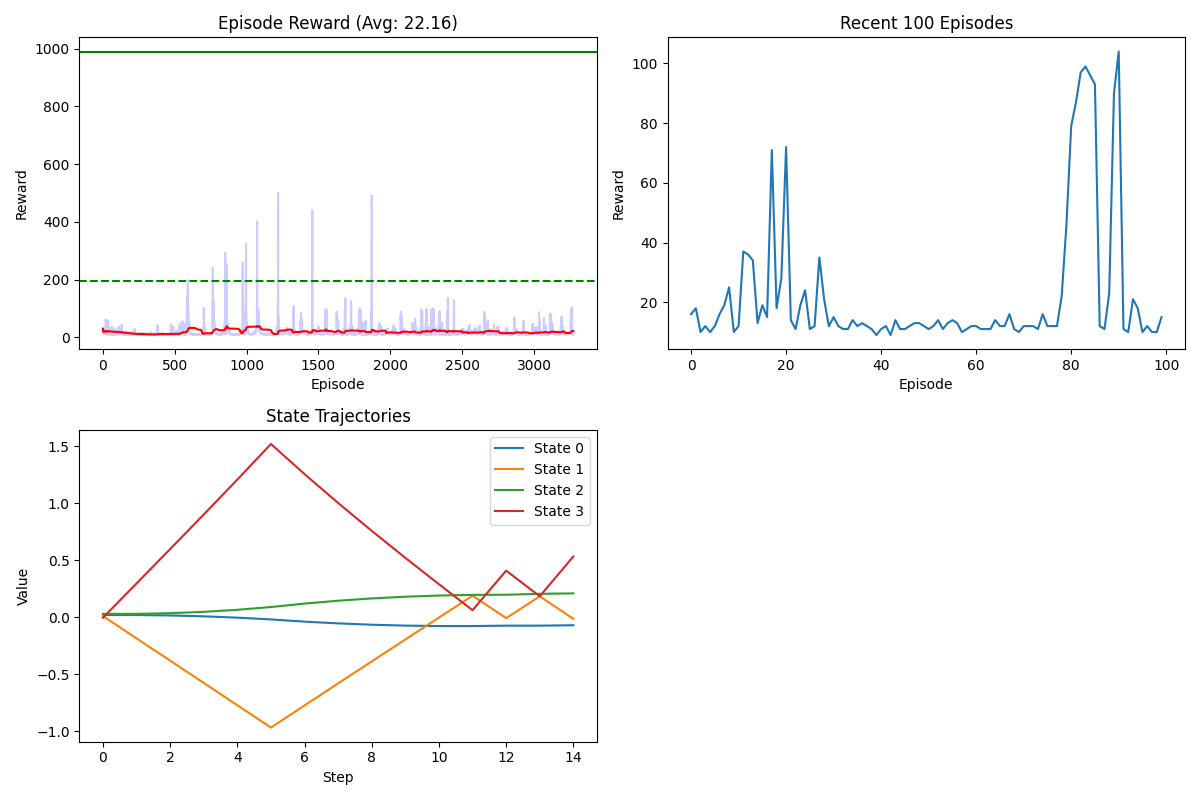 Episode Reward (Avg: 22.16)
Reward
1000
800
600
400
200
0
0 500 1000 1500 2000 2500 3000
Episode
Recent 100 Episodes
Reward
100
80
60
40
20
0 20 40 60 80 100
Episode
State Trajectories
Value
1.5
1.0
0.5
0.0
−0.5
−1.0
State 0
State 1
State 2
State 3
0 2 4 6 8 10 12 14
Step